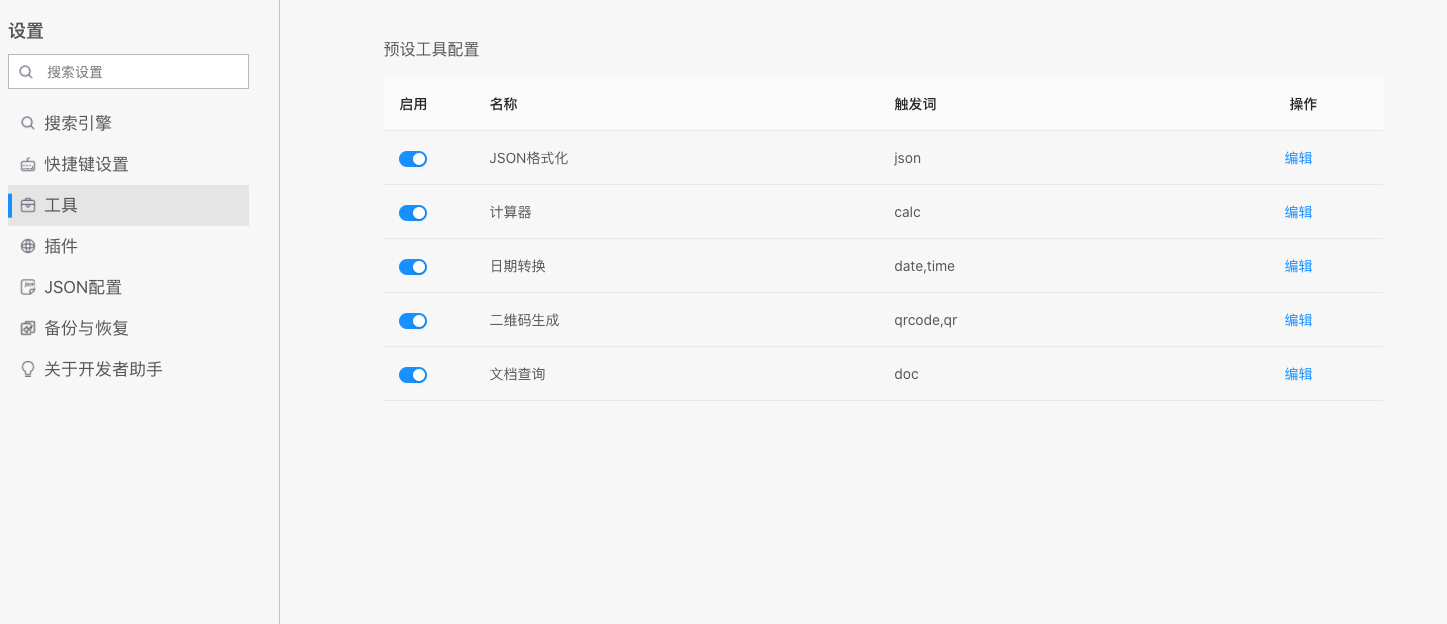 设置
搜索设置
搜索引擎
快捷键设置
工具
插件
JSON配置
备份与恢复
关于开发者助手
预设工具配置
启用 名称 触发词 操作
JSON格式化 json 编辑
计算器 calc 编辑
日期转换 date,time 编辑
二维码生成 qrcode,qr 编辑
文档查询 doc 编辑